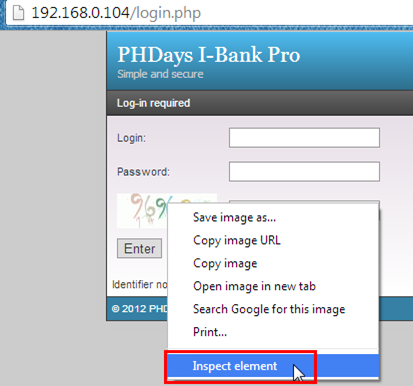 192.168.0.104/login.php
PHDays I-Bank Pro
Simple and secure
Log-in required
Login:
Password:
Save image as...
Copy image URL
Enter
Copy image
Open image in new tab
Identifier no
Search Google for this image
© 2012 PHD
Print...
Inspect element